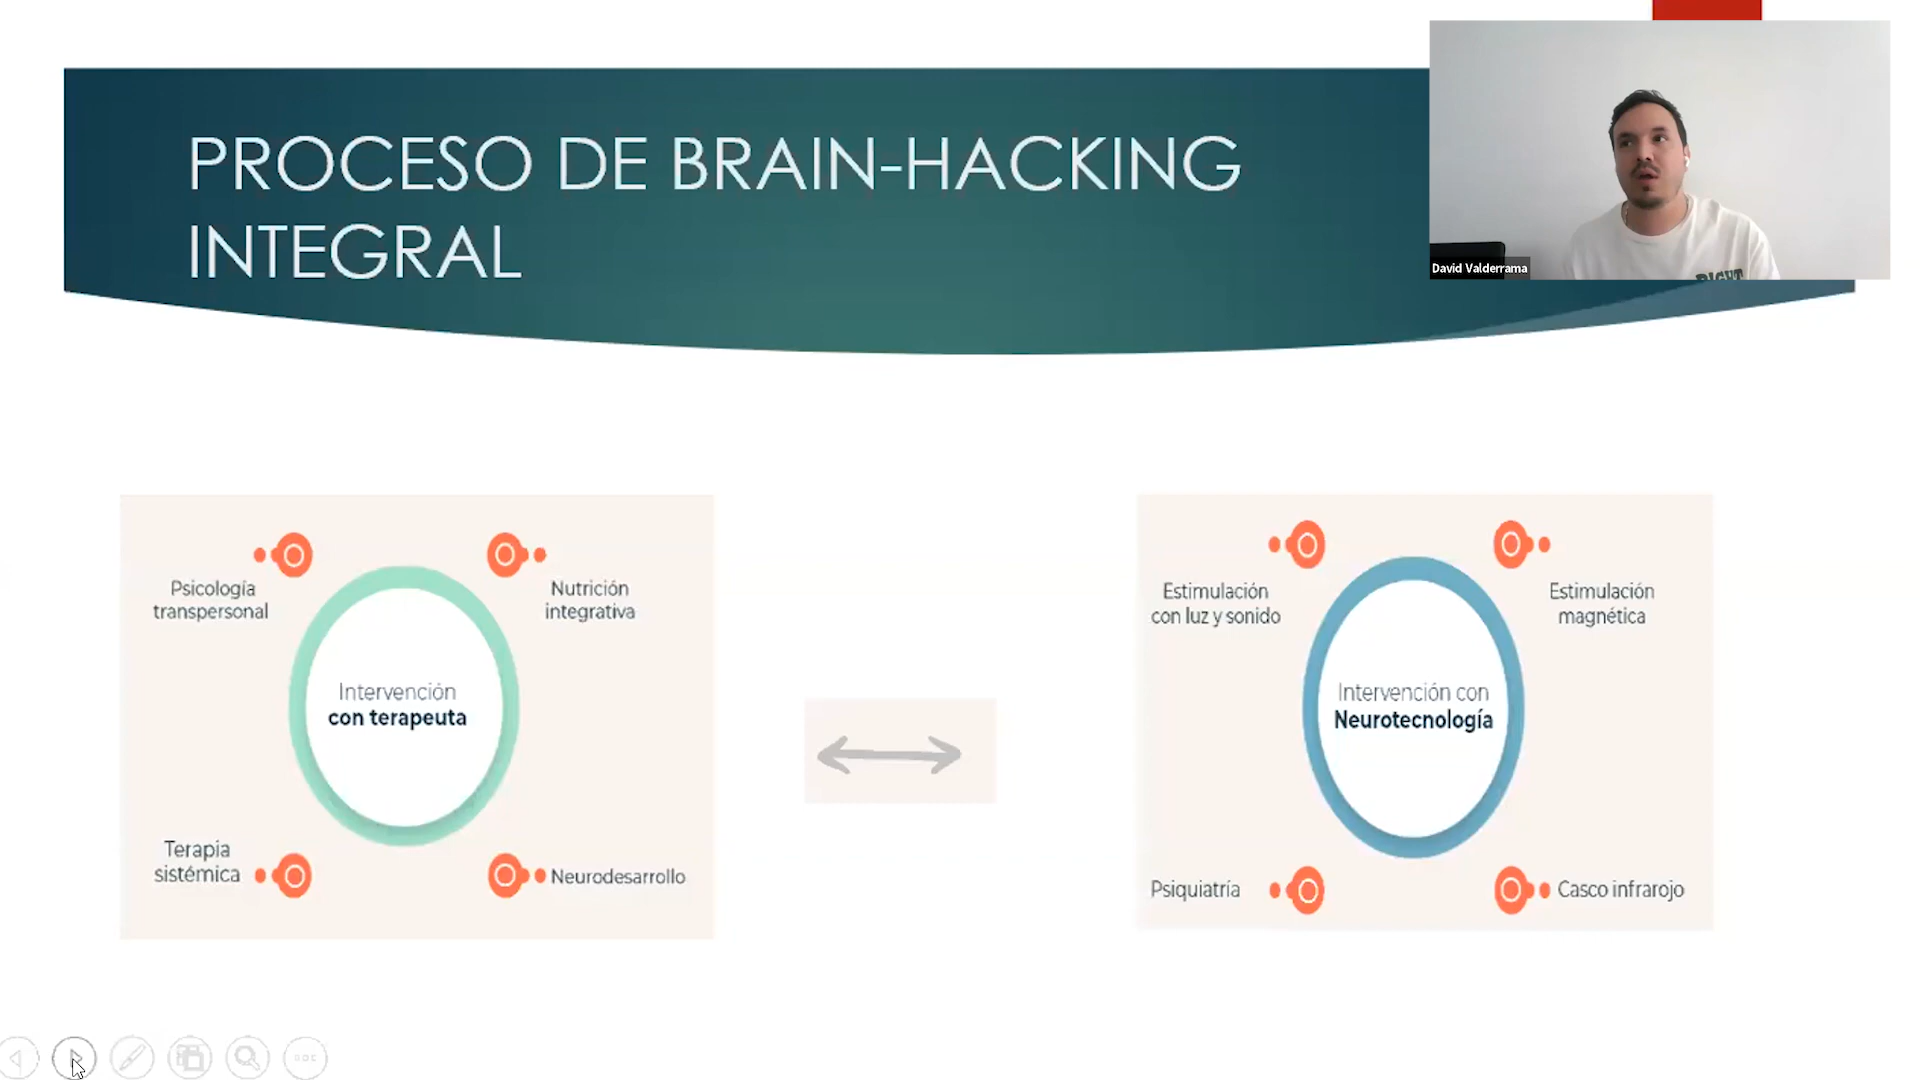 PROCESO DE BRAIN-HACKING
INTEGRAL
David Valderrama
Psicología
transpersonal
Nutrición
integrativa
Intervención
con terapeuta
Terapia
sistémica
Neurodesarrollo
Estimulación
con luz y sonido
Estimulación
magnética
Intervención con
Neurotecnología
Psiquiatría
Casco infrarojo